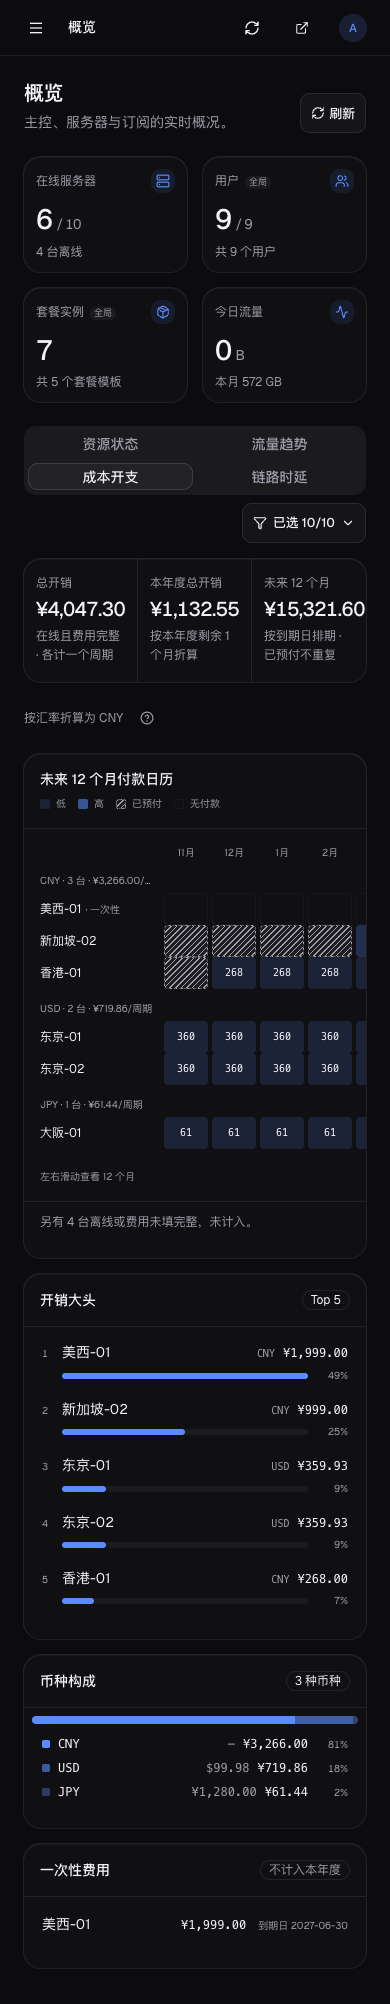 概览
A
概览
主控、服务器与订阅的实时概况。
刷新
在线服务器
6 / 10
4 台离线
用户 全局
9 / 9
共 9 个用户
套餐实例 全局
7
共 5 个套餐模板
今日流量
0 B
本月 572 GB
资源状态 流量趋势
成本开支 链路时延
已选 10/10
总开销
¥4,047.30
在线且费用完整
· 各计一个周期
本年度总开销
¥1,132.55
按本年度剩余 1
个月折算
未来 12 个月
¥15,321.60
按到期日排期 ·
已预付不重复
按汇率折算为 CNY
未来 12 个月付款日历
低 高 已预付 无付款
11月 12月 1月 2月
CNY · 3 台 · ¥3,266.00/...
美西-01 · 一次性
新加坡-02
香港-01 268 268 268
USD · 2 台 · ¥719.86/周期
东京-01 360 360 360 360
东京-02 360 360 360 360
JPY · 1 台 · ¥61.44/周期
大阪-01 61 61 61 61
左右滑动查看 12 个月
另有 4 台离线或费用未填完整，未计入。
开销大头 Top 5
1 美西-01 CNY ¥1,999.00
49%
2 新加坡-02 CNY ¥999.00
25%
3 东京-01 USD ¥359.93
9%
4 东京-02 USD ¥359.93
9%
5 香港-01 CNY ¥268.00
7%
币种构成 3 种币种
CNY — ¥3,266.00 81%
USD $99.98 ¥719.86 18%
JPY ¥1,280.00 ¥61.44 2%
一次性费用 不计入本年度
美西-01 ¥1,999.00 到期日 2027-06-30